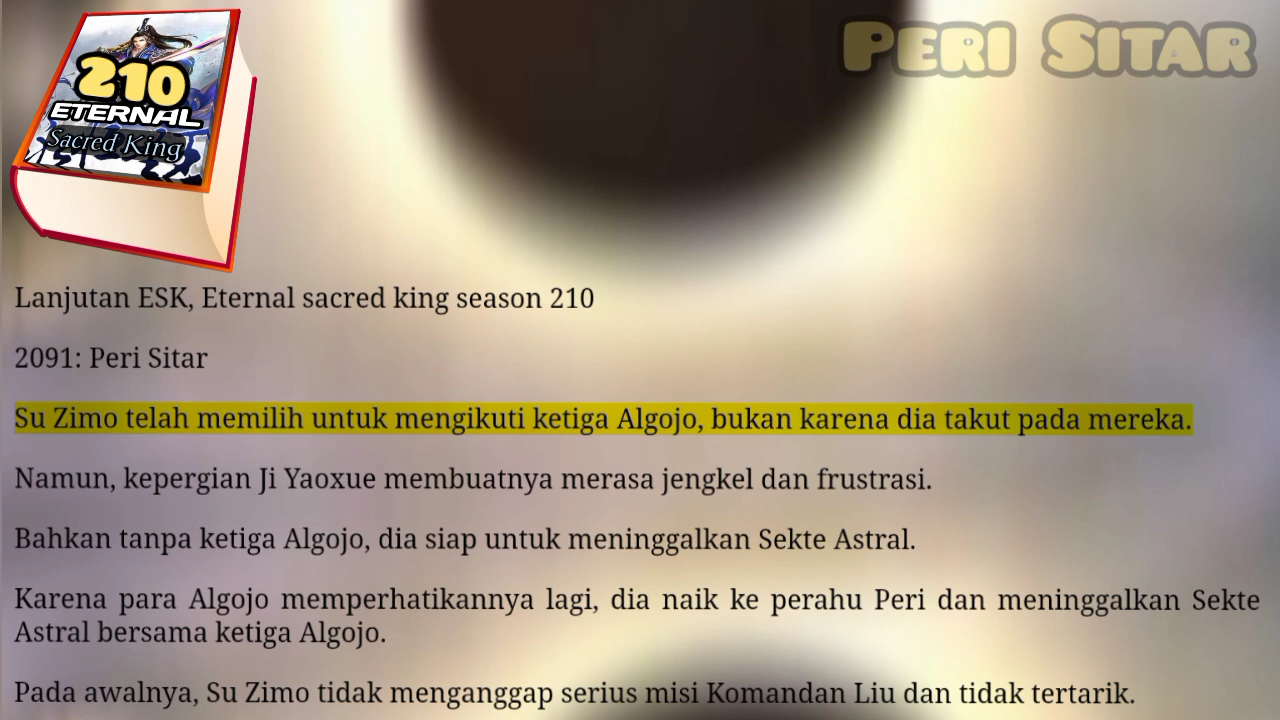 210
ETERNAL
Sacred King
PERI SITAR
Lanjutan ESK, Eternal sacred king season 210
2091: Peri Sitar
Su Zimo telah memilih untuk mengikuti ketiga Algojo, bukan karena dia takut pada mereka.
Namun, kepergian Ji Yaoxue membuatnya merasa jengkel dan frustrasi.
Bahkan tanpa ketiga Algojo, dia siap untuk meninggalkan Sekte Astral.
Karena para Algojo memperhatikannya lagi, dia naik ke perahu Peri dan meninggalkan Sekte
Astral bersama ketiga Algojo.
Pada awalnya, Su Zimo tidak menganggap serius misi Komandan Liu dan tidak tertarik.